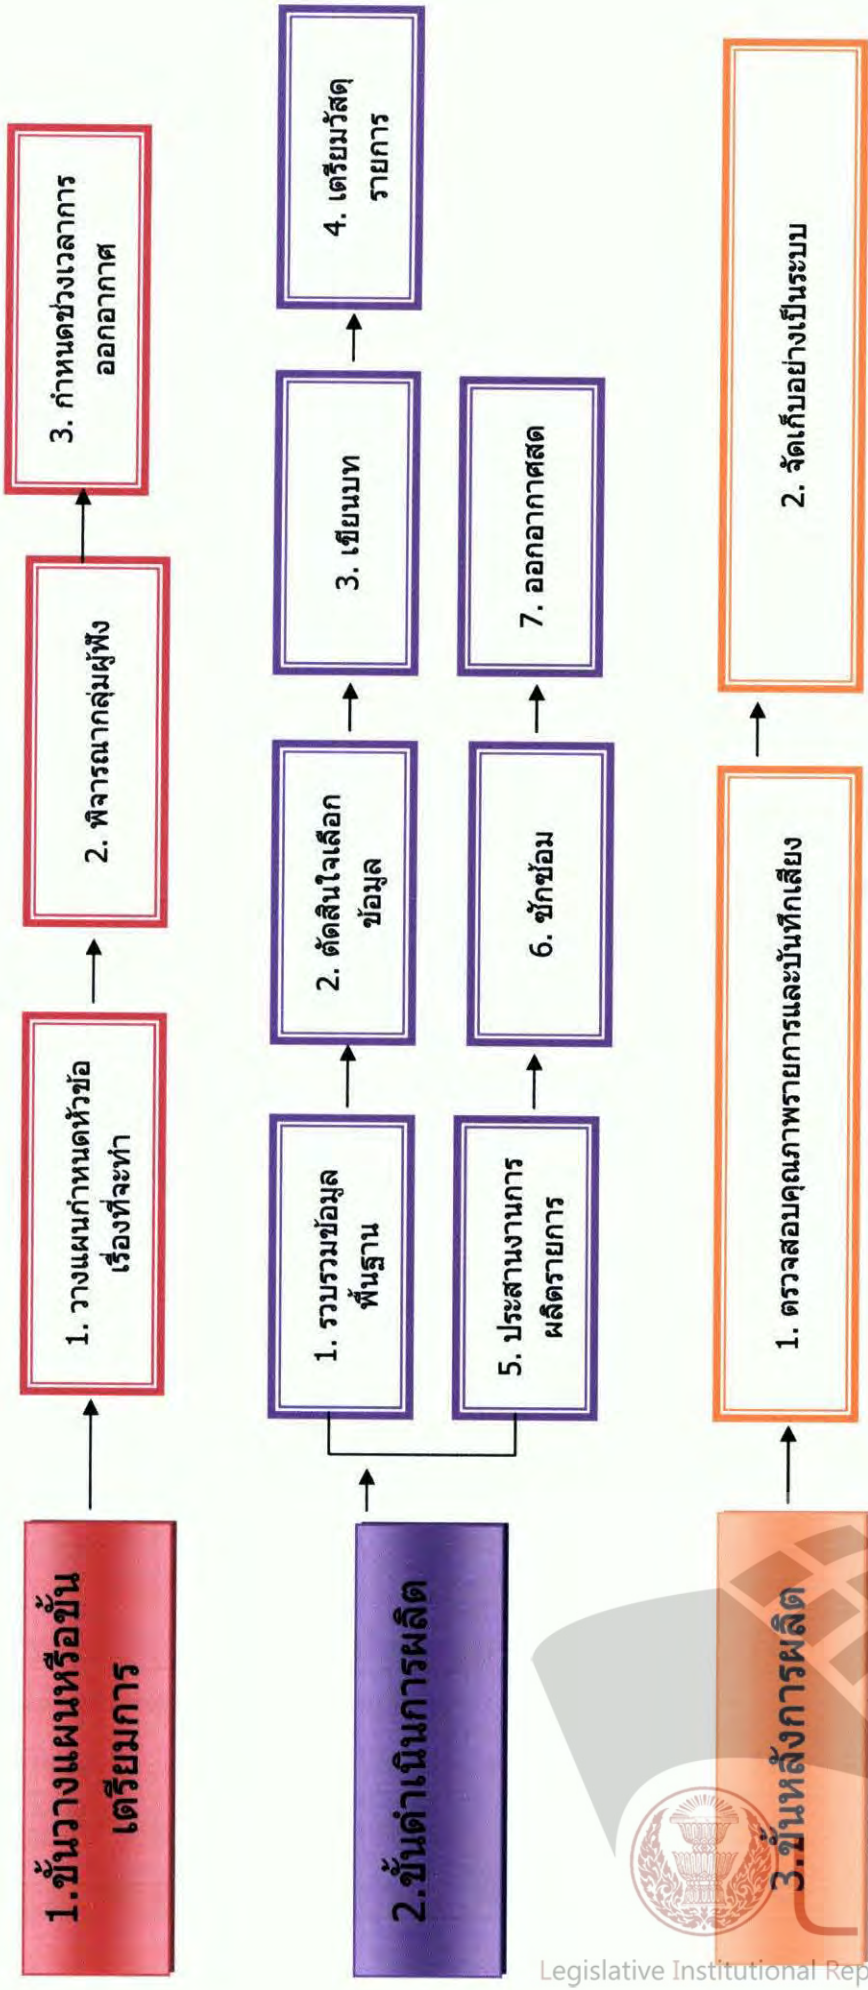 1.ขั้นวางแผนหรือขั้น
เตรียมการ
1. วางแผนกำหนดหัวข้อ
เรื่องที่จะทำ
2. พิจารณากลุ่มผู้ฟัง
3. กำหนดช่วงเวลาการ
ออกอากาศ
2.ขั้นดำเนินการผลิต
1. รวบรวมข้อมูล
พื้นฐาน
2. ตัดสินใจเลือก
ข้อมูล
3. เขียนบท
4. เตรียมวัสดุ
รายการ
5. ประสานงานการ
ผลิตรายการ
6. ซักซ้อม
7. ออกอากาศสด
3.ขั้นหลังการผลิต
1. ตรวจสอบคุณภาพรายการและบันทึกเสียง
2. จัดเก็บอย่างเป็นระบบ
Legislative Institutional Rep